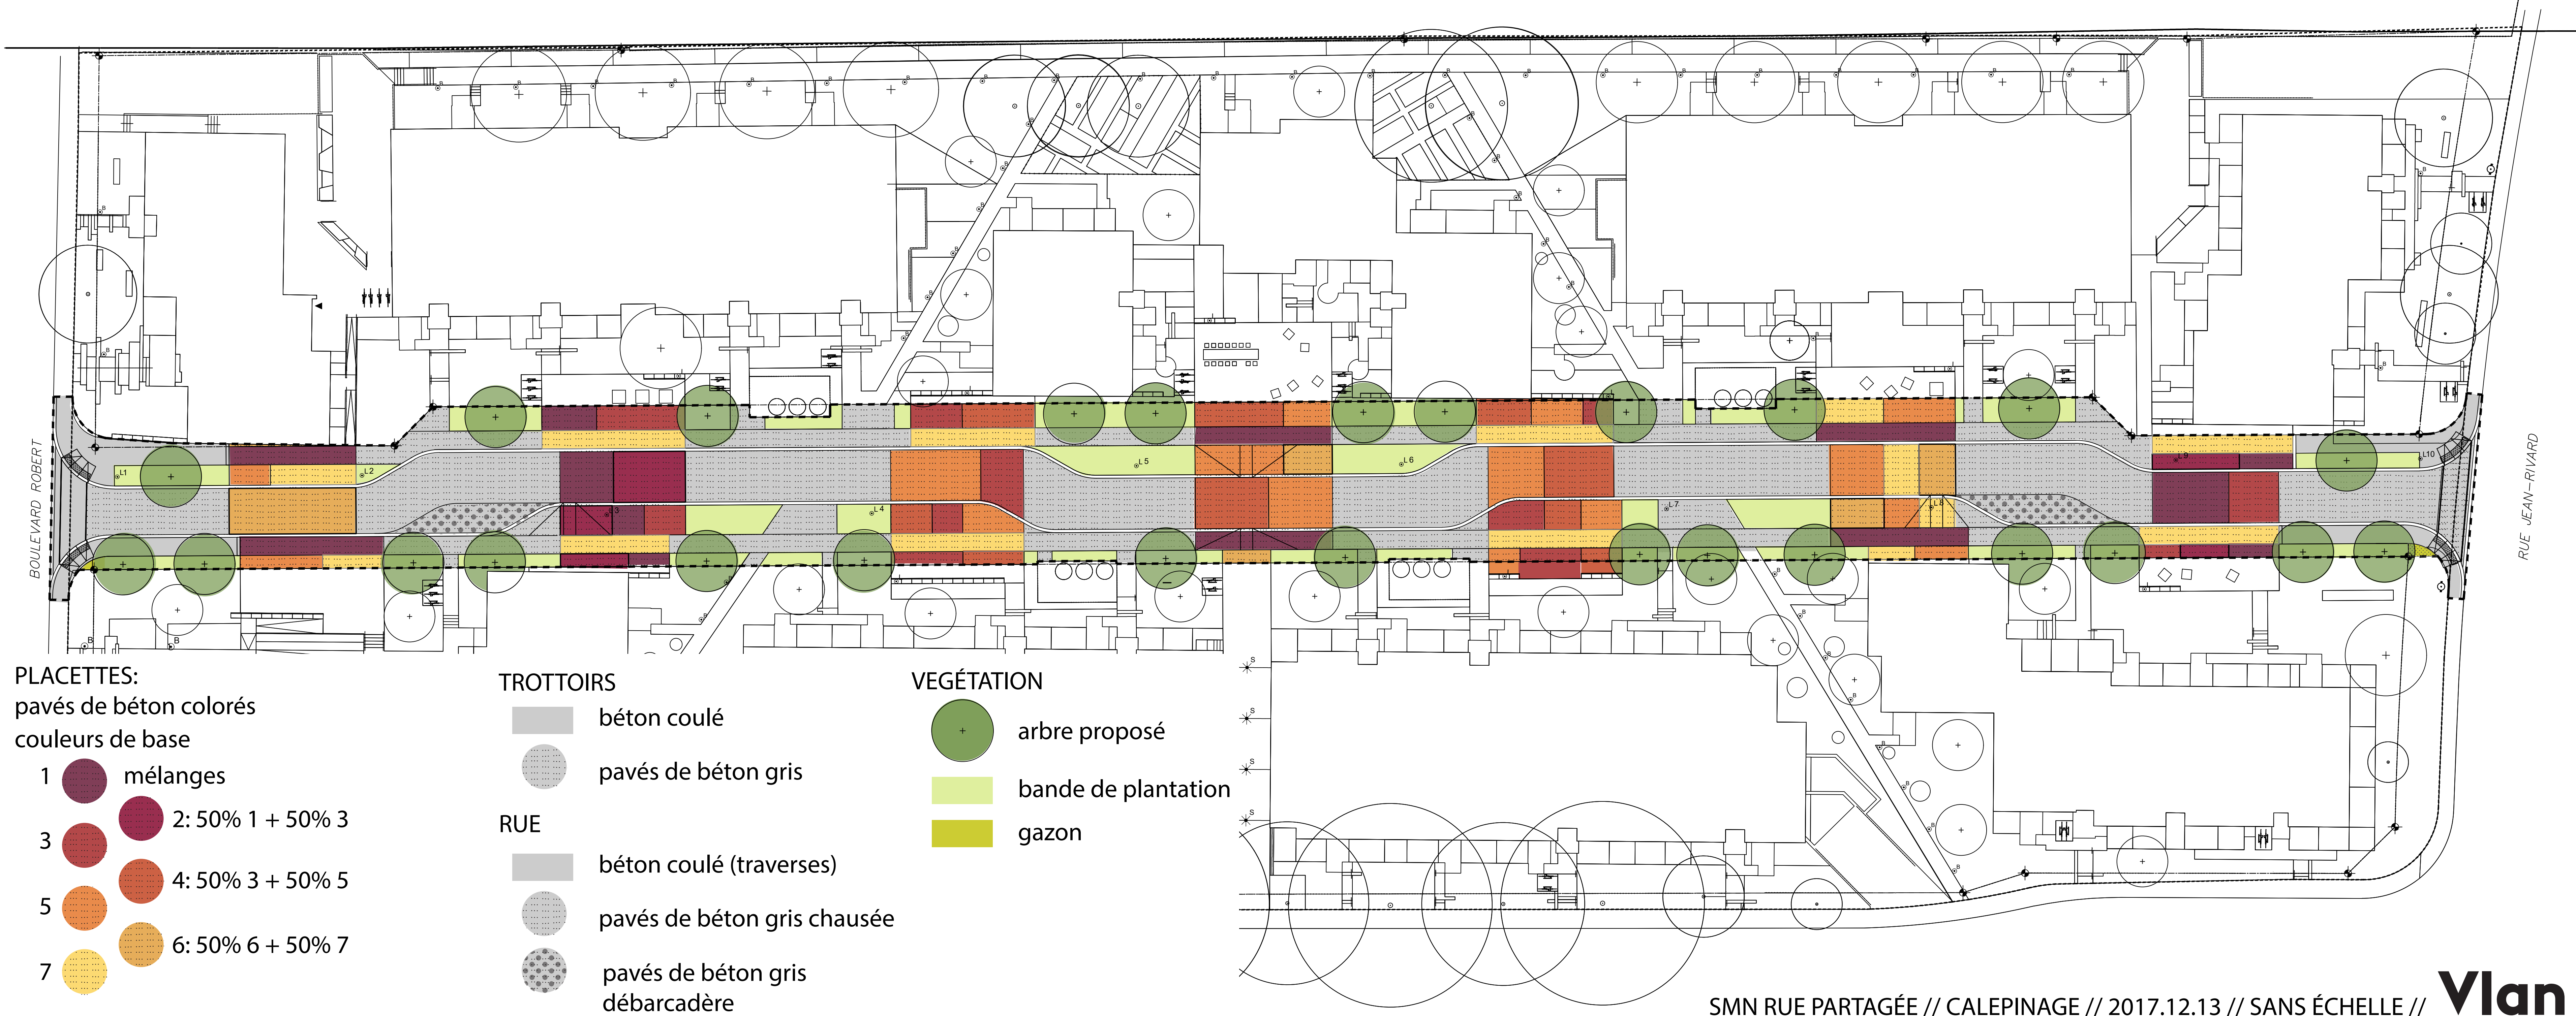 BOULEVARD ROBERT
RUE JEAN-RIVARD
L1
L2
L3
L4
L5
L6
L7
L8
L9
L10
PLACETTES:
pavés de béton colorés
couleurs de base
1
mélanges
2: 50% 1 + 50% 3
3
4: 50% 3 + 50% 5
5
6: 50% 6 + 50% 7
7
TROTTOIRS
béton coulé
pavés de béton gris
RUE
béton coulé (traverses)
pavés de béton gris chausée
pavés de béton gris
débarcadère
VEGÉTATION
arbre proposé
bande de plantation
gazon
B
B
S
S
S
S
SMN RUE PARTAGÉE // CALEPINAGE // 2017.12.13 // SANS ÉCHELLE //
Vlan